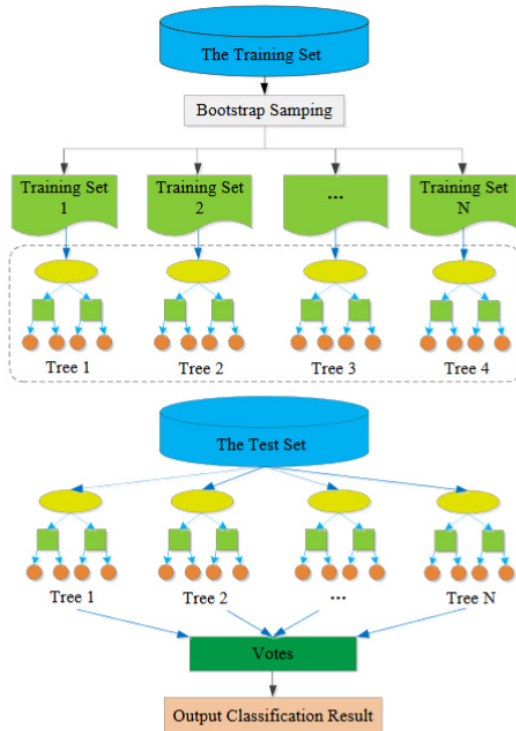 The Training Set
Bootstrap Samping
Training Set
1
Training Set
2
...
Training Set
N
Tree 1
Tree 2
Tree 3
Tree 4
The Test Set
Tree 1
Tree 2
...
Tree N
Votes
Output Classification Result